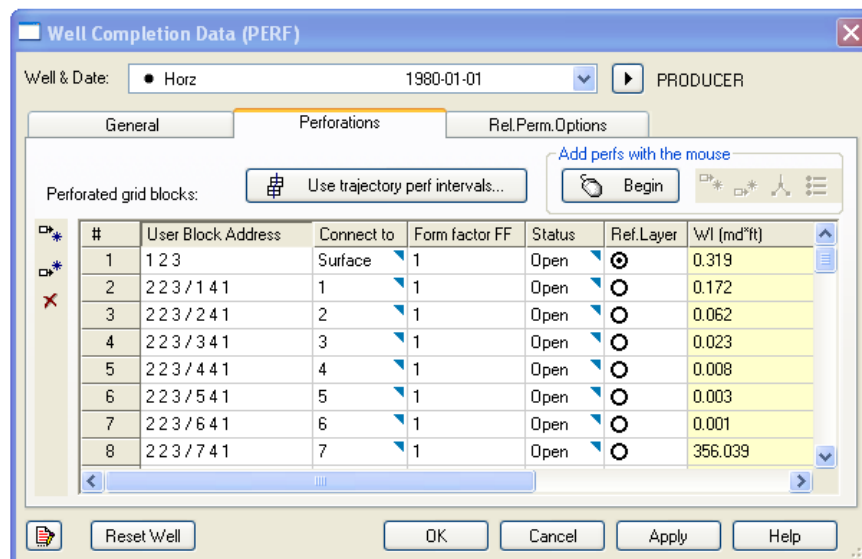 Well Completion Data (PERF)
Well & Date: Horz 1980-01-01 PRODUCER
General Perforations Rel.Perm.Options
Add perfs with the mouse
Perforated grid blocks: Use trajectory perf intervals... Begin
# User Block Address Connect to Form factor FF Status Ref.Layer WI (md*ft)
1 1 2 3 Surface 1 Open 0.319
2 2 2 3 / 1 4 1 1 1 Open 0.172
3 2 2 3 / 2 4 1 2 1 Open 0.062
4 2 2 3 / 3 4 1 3 1 Open 0.023
5 2 2 3 / 4 4 1 4 1 Open 0.008
6 2 2 3 / 5 4 1 5 1 Open 0.003
7 2 2 3 / 6 4 1 6 1 Open 0.001
8 2 2 3 / 7 4 1 7 1 Open 356.039
Reset Well OK Cancel Apply Help